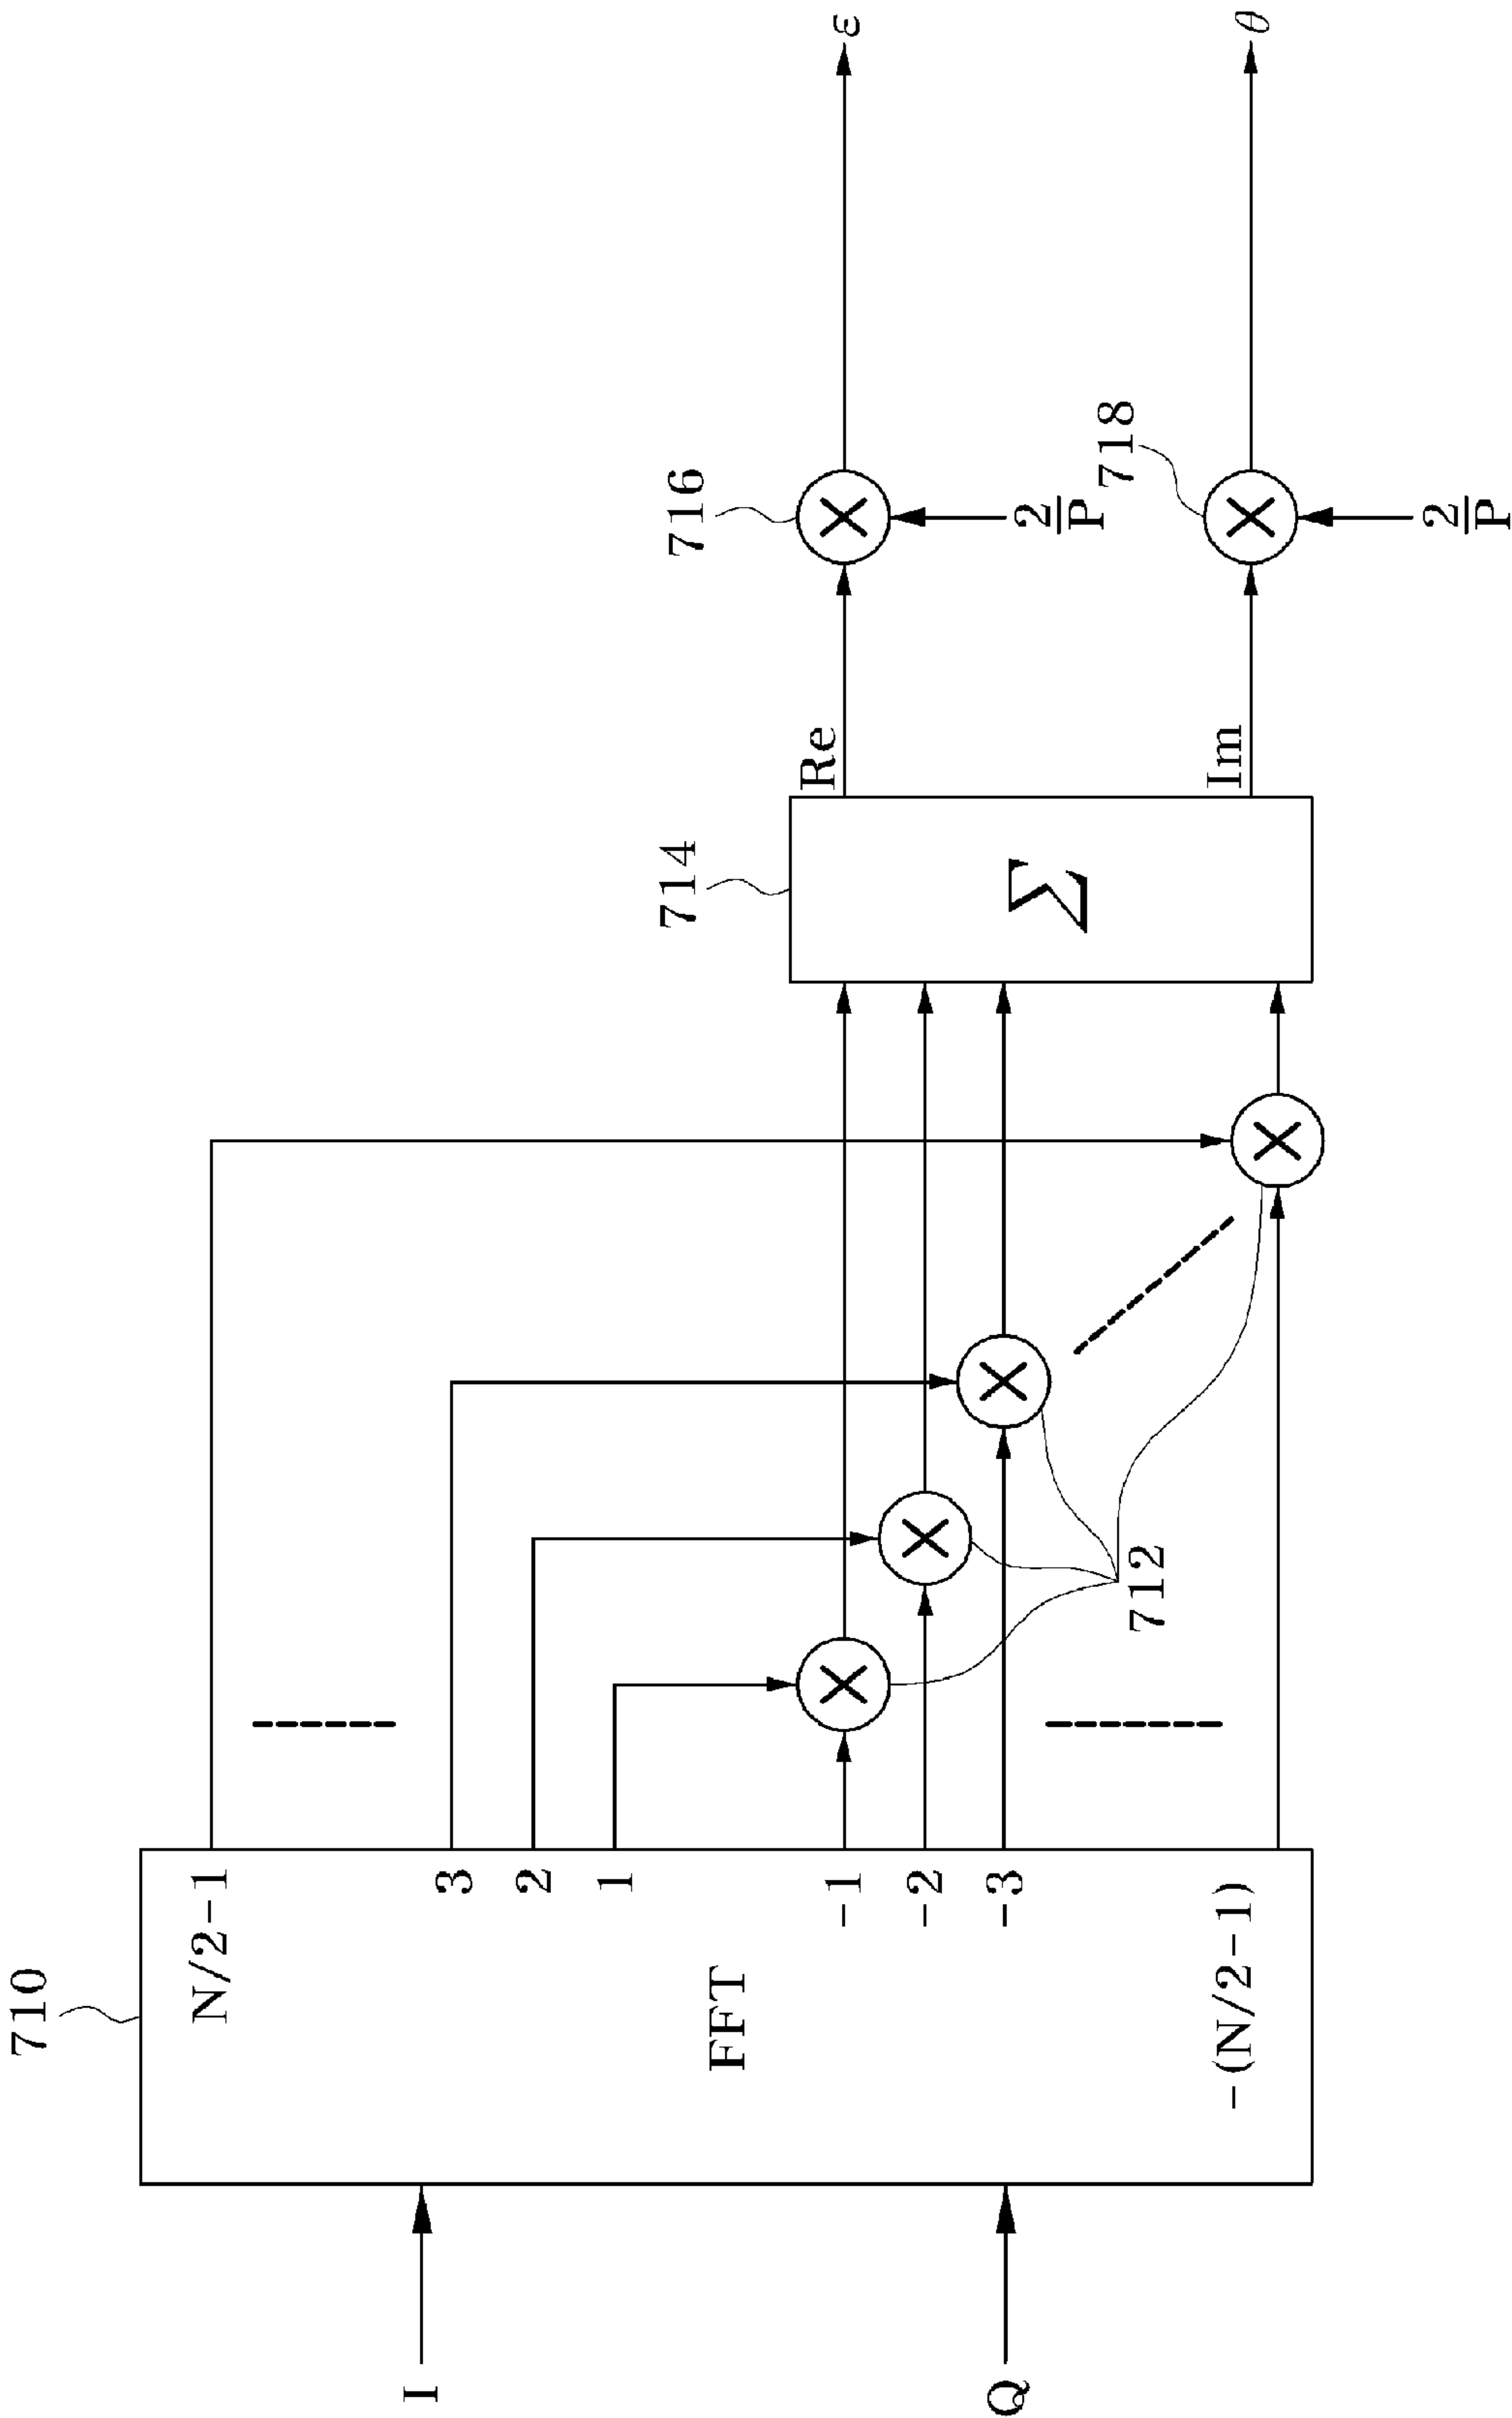 710
N/2-1
3
2
1
I
FFT
-1
-2
-3
Q
-(N/2-1)
712
714
Σ
Re
Im
716
2/P
718
2/P
ε
θ